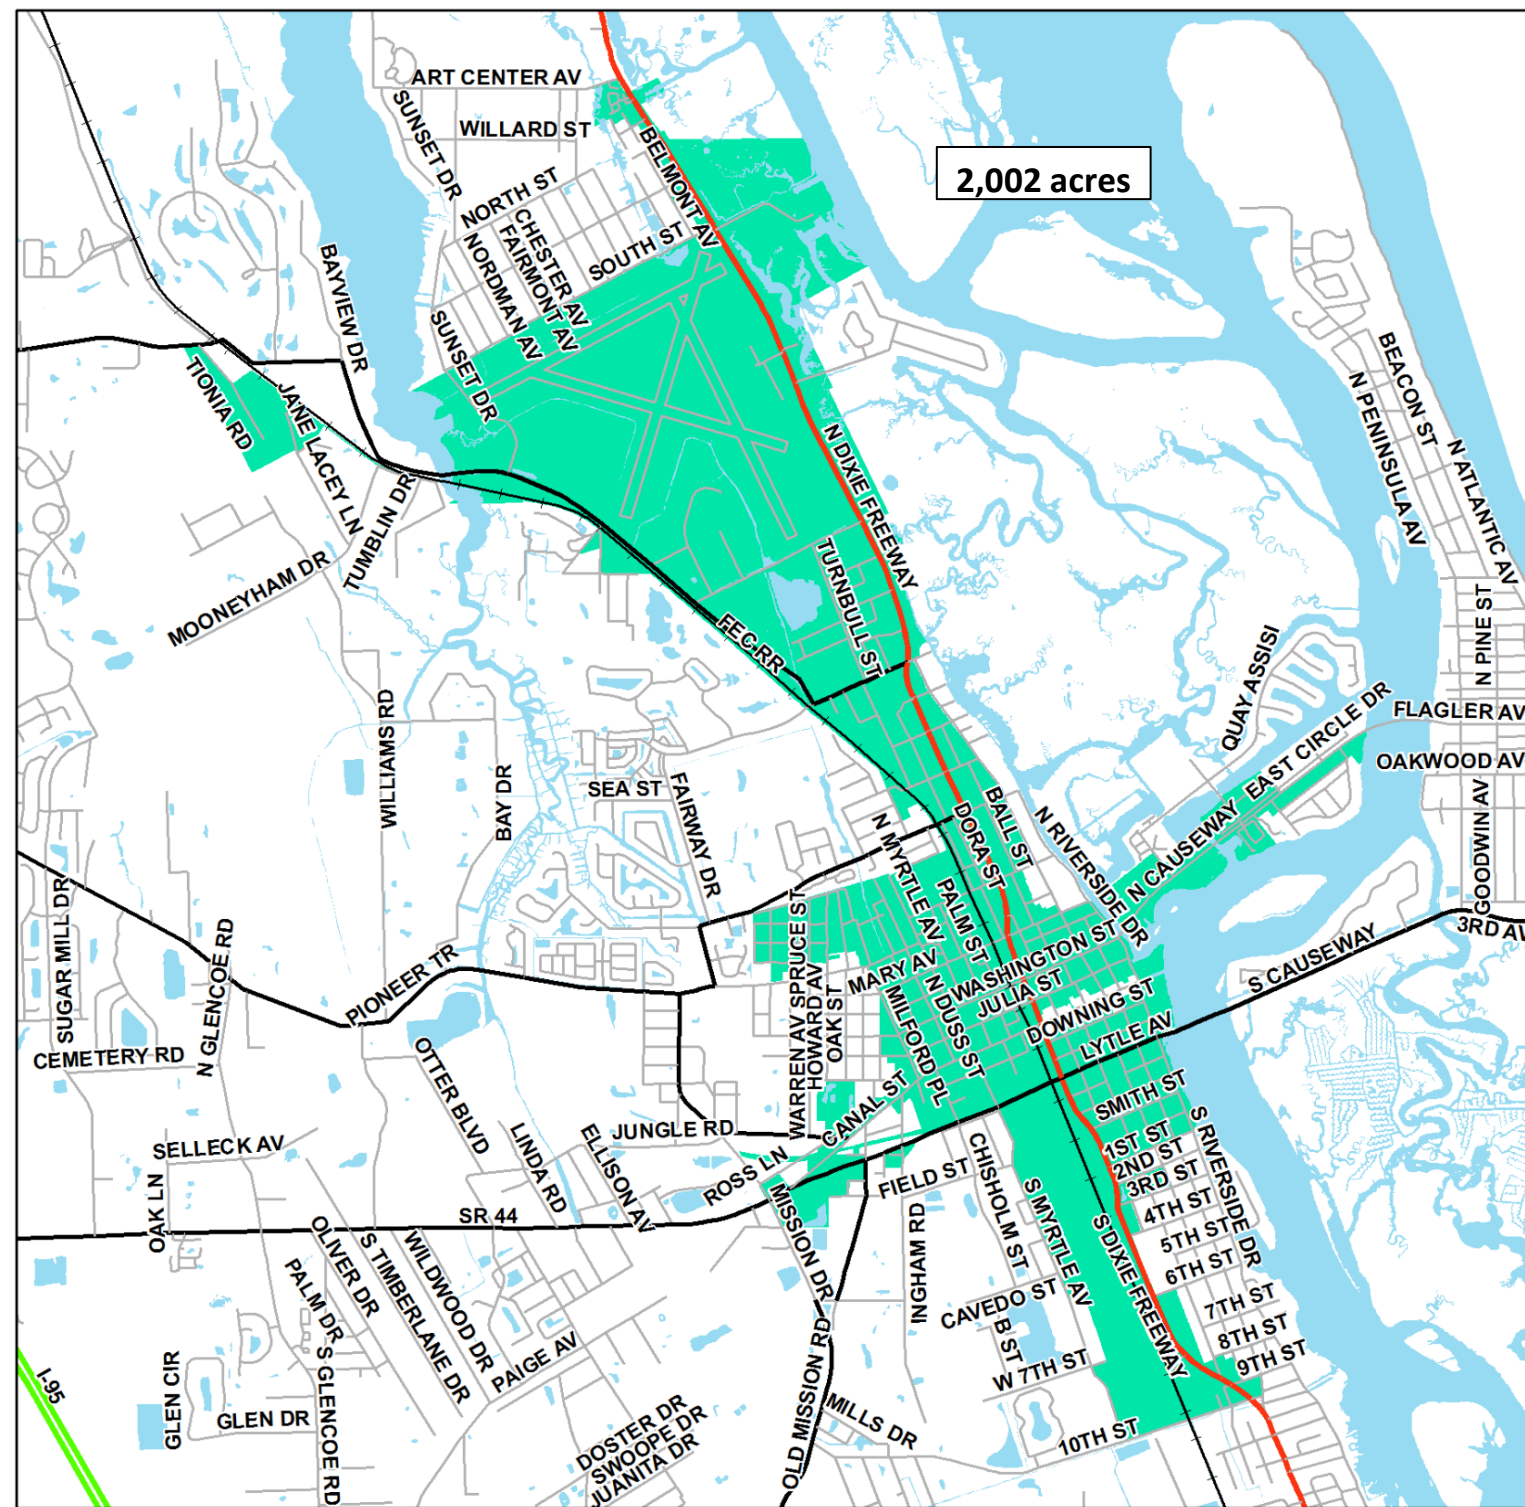 ART CENTER AV
SUNSET DR
WILLARD ST
BELMONT AV
2,002 acres
NORTH ST
CHESTER AV
FAIRMONT AV
NORDMAN AV
SOUTH ST
BAYVIEW DR
SUNSET DR
TIONIA RD
JANE LACEY LN
TUMBLIN DR
MOONEYHAM DR
N DIXIE FREEWAY
BEACON ST
N PENINSULA AV
N ATLANTIC AV
TURNBULL ST
FEC RR
N PINE ST
QUAY ASSISI
FLAGLER AV
EAST CIRCLE DR
OAKWOOD AV
WILLIAMS RD
BAY DR
SEA ST
FAIRWAY DR
BALL ST
DORA ST
N RIVERSIDE DR
N CAUSEWAY
GOODWIN AV
3RD AV
S CAUSEWAY
N MYRTLE AV
PALM ST
SUGAR MILL DR
N GLENCOE RD
PIONEER TR
CEMETERY RD
WARREN AV
SPRUCE ST
HOWARD AV
OAK ST
MARY AV
N DUSS ST
MILFORD PL
WASHINGTON ST
JULIA ST
DOWNING ST
LYTLE AV
CANAL ST
SMITH ST
OTTER BLVD
LINDA RD
ELLISON AV
JUNGLE RD
ROSS LN
SELLECK AV
OAK LN
SR 44
MISSION DR
FIELD ST
CHISHOLM ST
INGHAM RD
S MYRTLE AV
S DIXIE FREEWAY
1ST ST
2ND ST
3RD ST
4TH ST
5TH ST
6TH ST
7TH ST
8TH ST
9TH ST
S RIVERSIDE DR
CAVEDO ST
B ST
W 7TH ST
10TH ST
OLD MISSION RD
MILLS DR
OLIVER DR
PALM DR
S TIMBERLANE DR
WILDWOOD DR
PAIGE AV
S GLENCOE RD
GLEN CIR
GLEN DR
I-95
DOSTER DR
SWOOPE DR
JUANITA DR